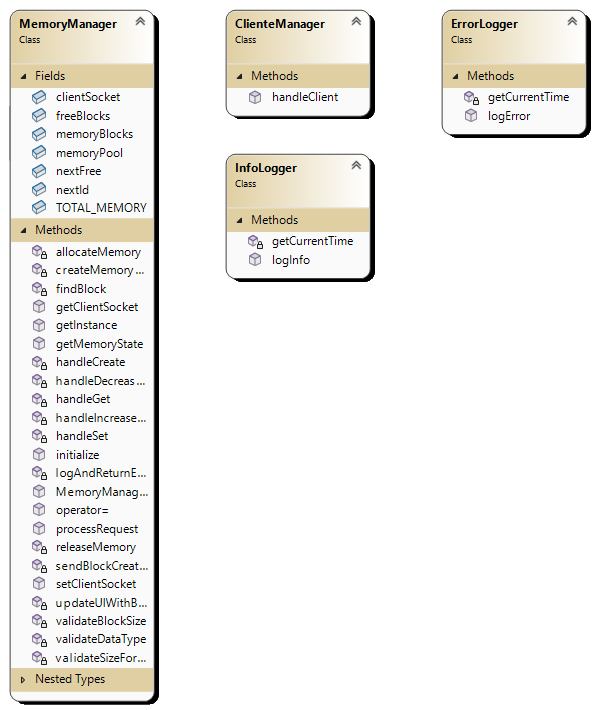 MemoryManager
Class
Fields
clientSocket
freeBlocks
memoryBlocks
memoryPool
nextFree
nextId
TOTAL_MEMORY
Methods
allocateMemory
createMemory...
findBlock
getClientSocket
getInstance
getMemoryState
handleCreate
handleDecreas...
handleGet
handleIncrease...
handleSet
initialize
logAndReturnE...
MemoryManag...
operator=
processRequest
releaseMemory
sendBlockCreat...
setClientSocket
updateUIWithB...
validateBlockSize
validateDataType
validateSizeFor...
Nested Types
ClienteManager
Class
Methods
handleClient
InfoLogger
Class
Methods
getCurrentTime
logInfo
ErrorLogger
Class
Methods
getCurrentTime
logError